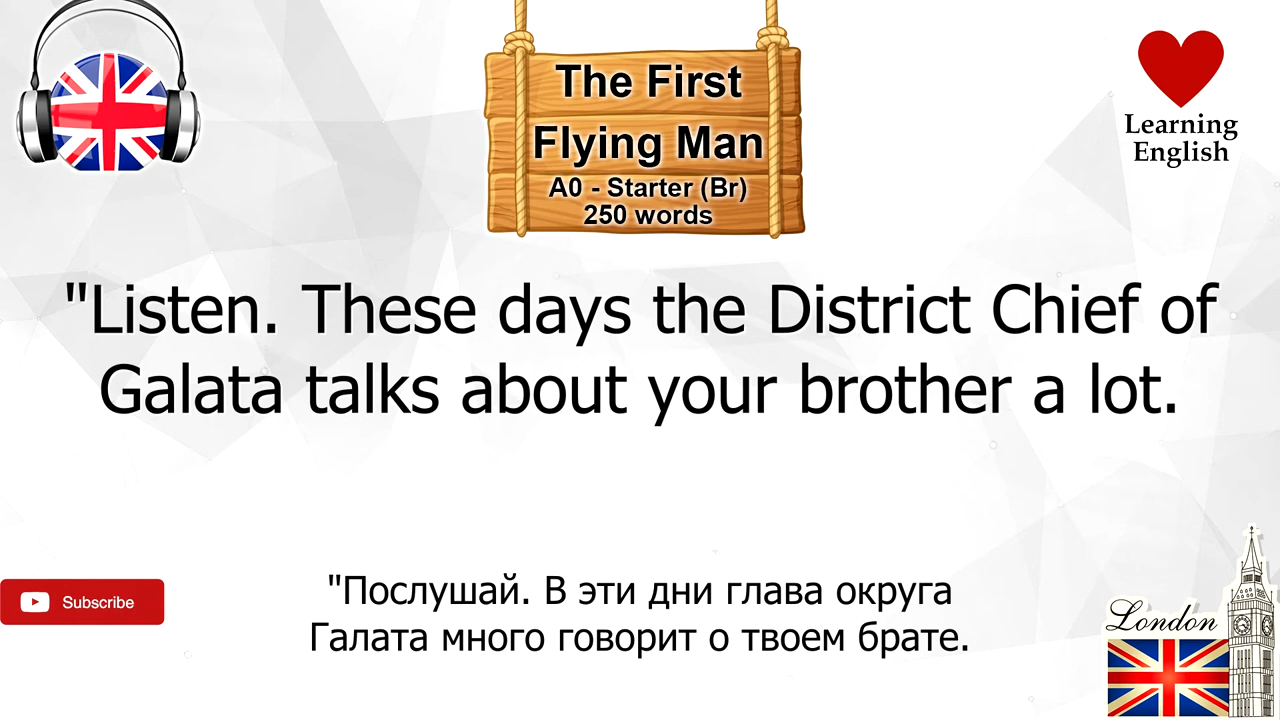 The First
Flying Man
A0 - Starter (Br)
250 words
Learning
English
"Listen. These days the District Chief of
Galata talks about your brother a lot.
"Послушай. В эти дни глава округа
Галата много говорит о твоем брате.
Subscribe
London